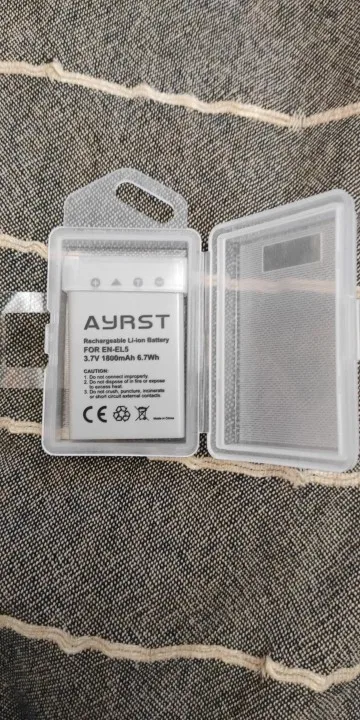 AYRST
Rechargeable Li-ion Battery
FOR EN-EL5
3.7V 1800mAh 6.7Wh
CAUTION:
1. Do not connect improperly.
2. Do not dispose of in fire or expose
to excess heat.
3. Do not crush, puncture, incinerate
or short circuit external contacts.
CE
Made in China